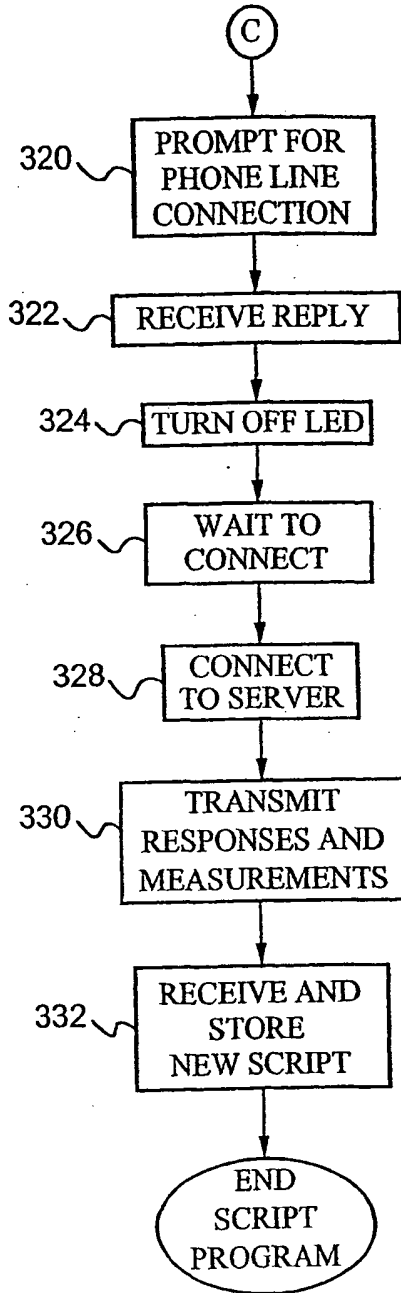 C
320
PROMPT FOR
PHONE LINE
CONNECTION
322
RECEIVE REPLY
324
TURN OFF LED
326
WAIT TO
CONNECT
328
CONNECT
TO SERVER
330
TRANSMIT
RESPONSES AND
MEASUREMENTS
332
RECEIVE AND
STORE
NEW SCRIPT
END
SCRIPT
PROGRAM